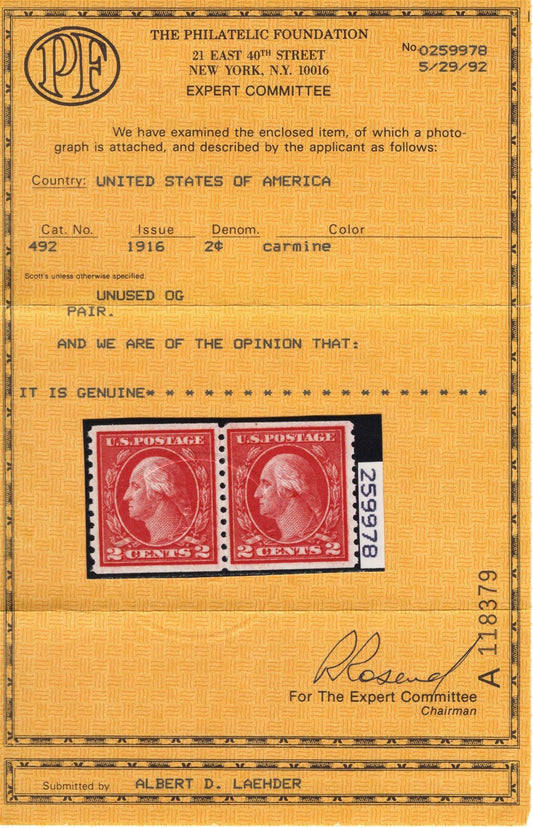 PF
THE PHILATELIC FOUNDATION
21 EAST 40TH STREET
NEW YORK, N.Y. 10016
EXPERT COMMITTEE
No. 0259978
5/29/92
We have examined the enclosed item, of which a photo-
graph is attached, and described by the applicant as follows:
Country: UNITED STATES OF AMERICA
Cat. No. Issue Denom. Color
492 1916 2¢ carmine
Scott's unless otherwise specified.
UNUSED OG
PAIR.
AND WE ARE OF THE OPINION THAT:
IT IS GENUINE* * * * * * * * * * * * * * * * * *
U.S. POSTAGE U.S. POSTAGE
2 CENTS 2 2 CENTS 2
259978
A 118379
For The Expert Committee
Chairman
Submitted by ALBERT D. LAEHDER